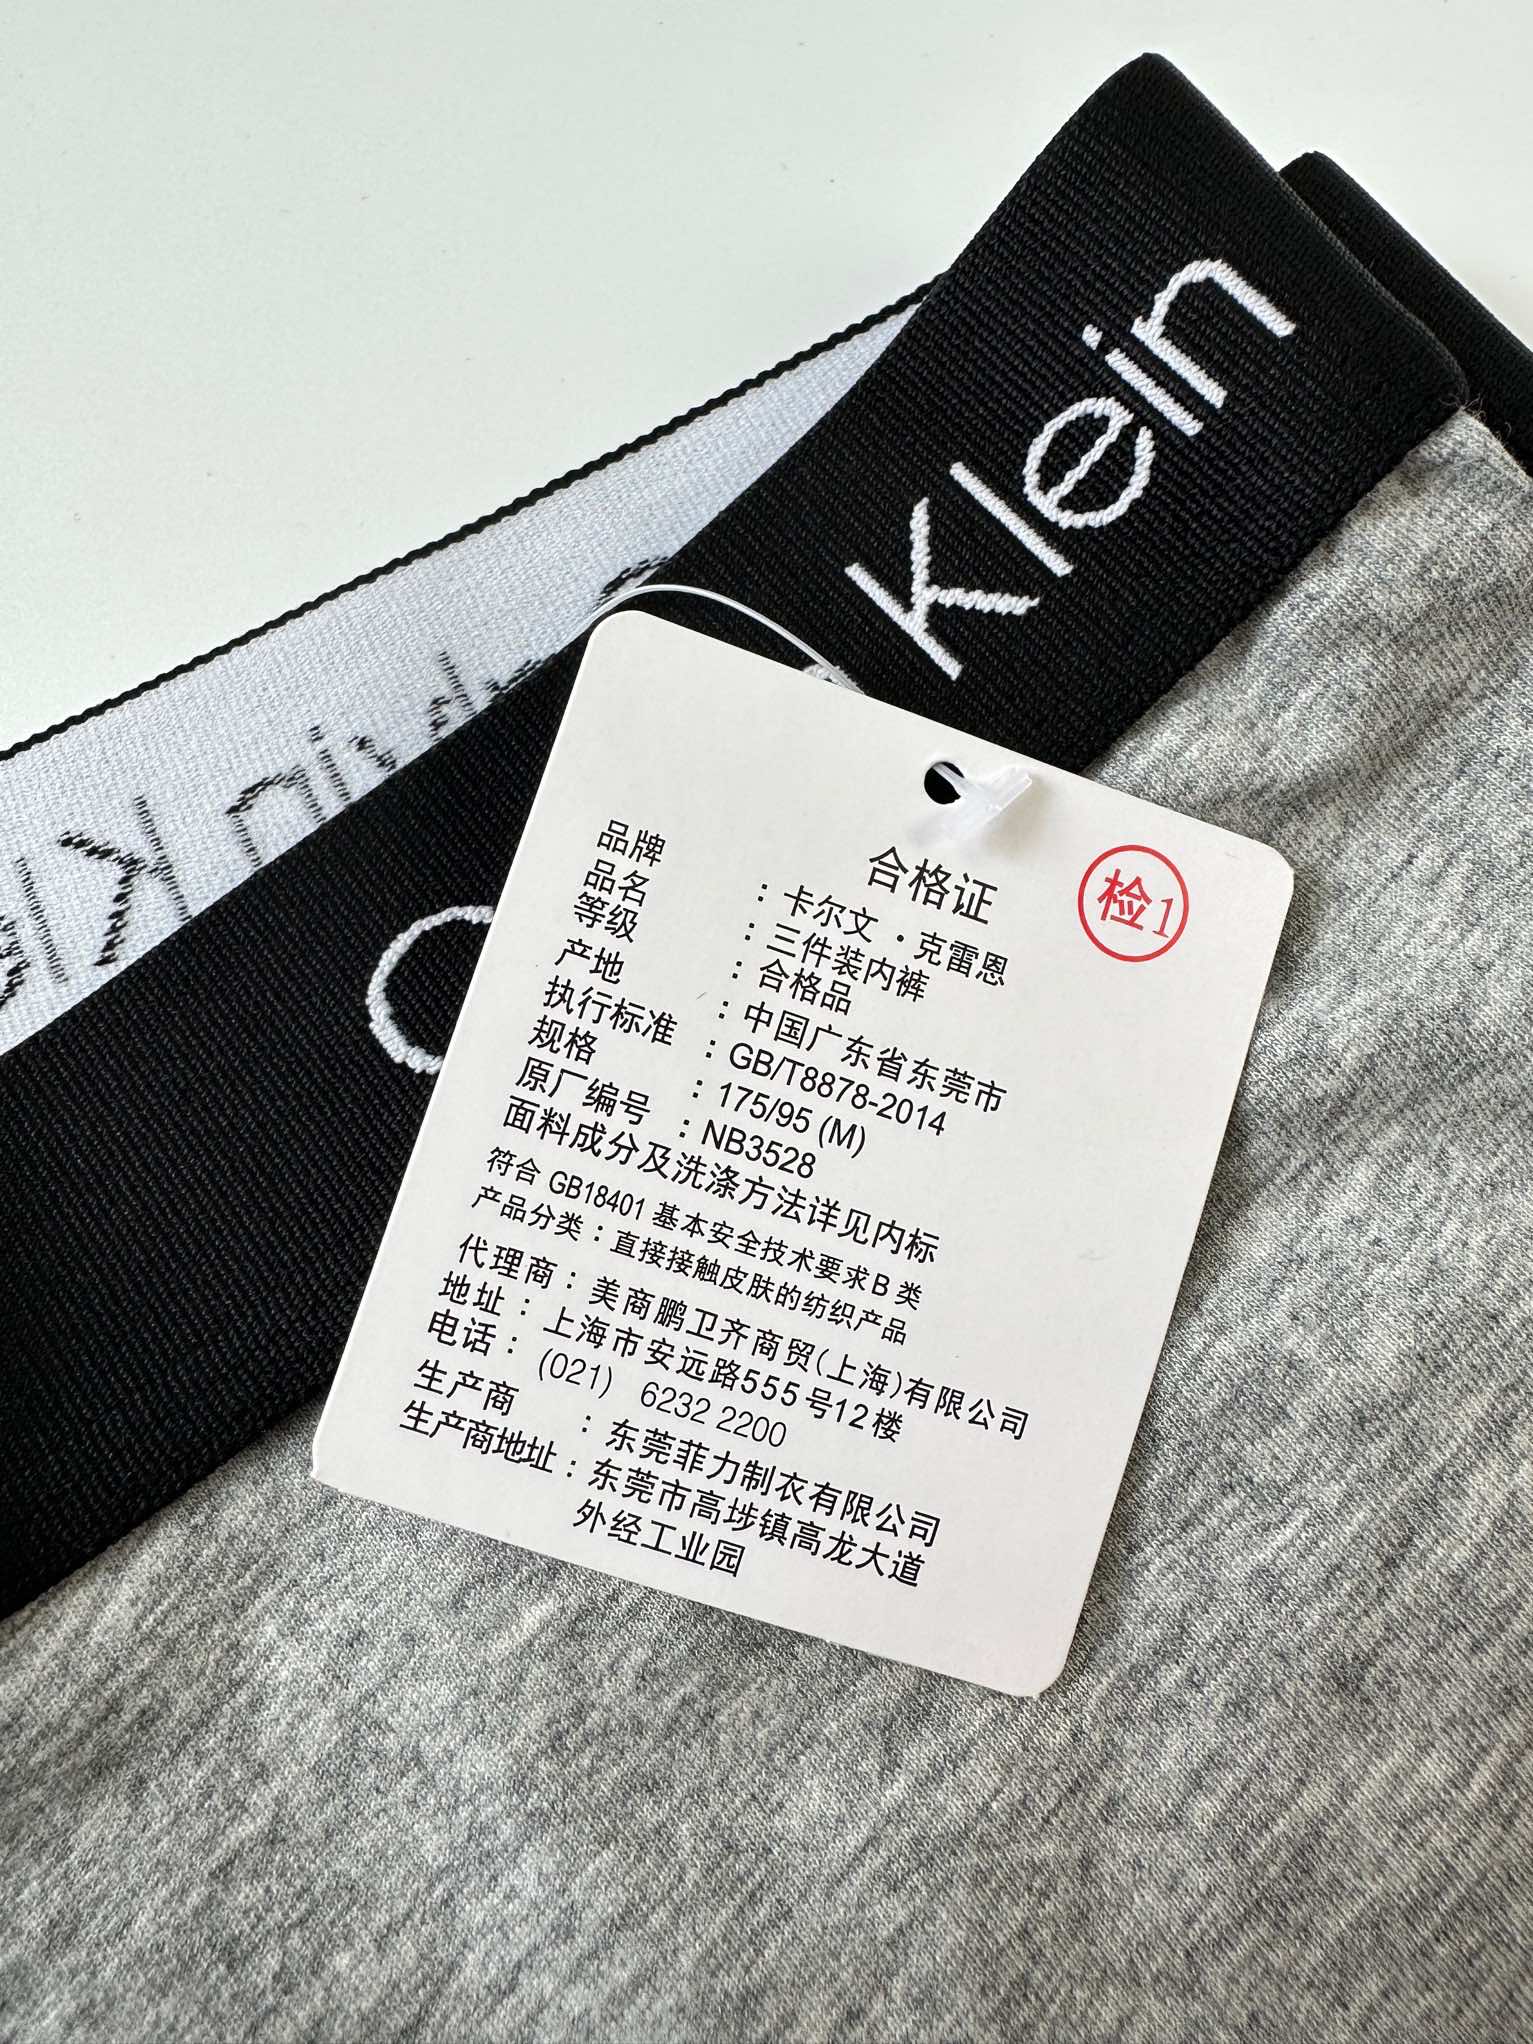 Klein
C
合格证
检1
品牌 : 卡尔文·克雷恩
品名 : 三件装内裤
等级 : 合格品
产地 : 中国广东省东莞市
执行标准 : GB/T8878-2014
规格 : 175/95 (M)
原厂编号 : NB3528
面料成分及洗涤方法详见内标
符合 GB18401 基本安全技术要求B 类
产品分类:直接接触皮肤的纺织产品
代理商:美商鹏卫齐商贸(上海)有限公司
地址:上海市安远路555号12楼
电话:(021) 6232 2200
生产商 : 东莞菲力制衣有限公司
生产商地址:东莞市高埗镇高龙大道
外经工业园